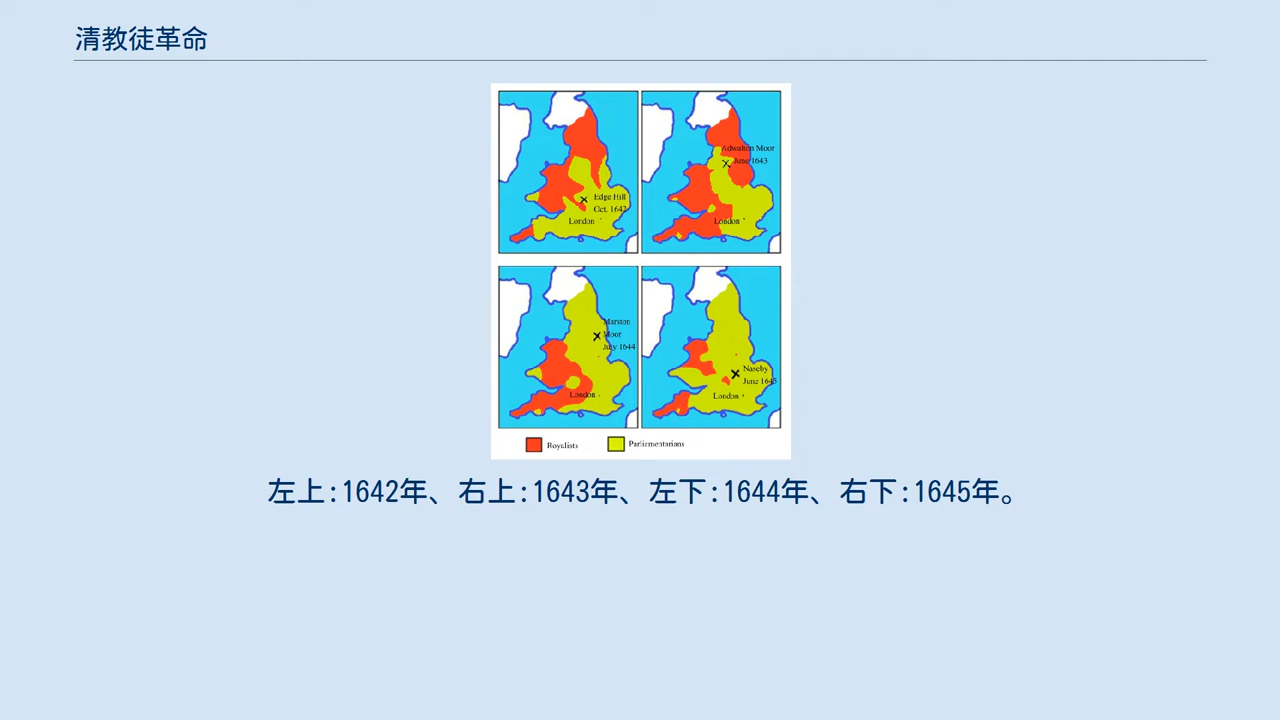 清教徒革命
Edge Hill
Oct. 1642
London
Adwalton Moor
June 1643
London
Marston
Moor
July 1644
London
Naseby
June 1645
London
Royalists
Parliamentarians
左上:1642年、右上:1643年、左下:1644年、右下:1645年。